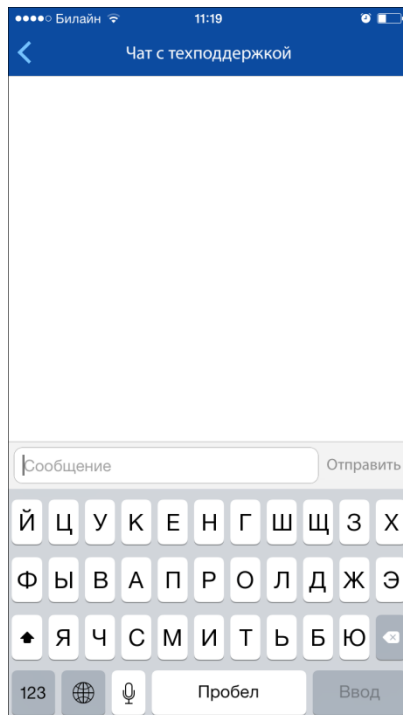 Билайн 11:19
Чат с техподдержкой
Сообщение Отправить
Й Ц У К Е Н Г Ш Щ З Х
Ф Ы В А П Р О Л Д Ж Э
Я Ч С М И Т Ь Б Ю
123 Пробел Ввод